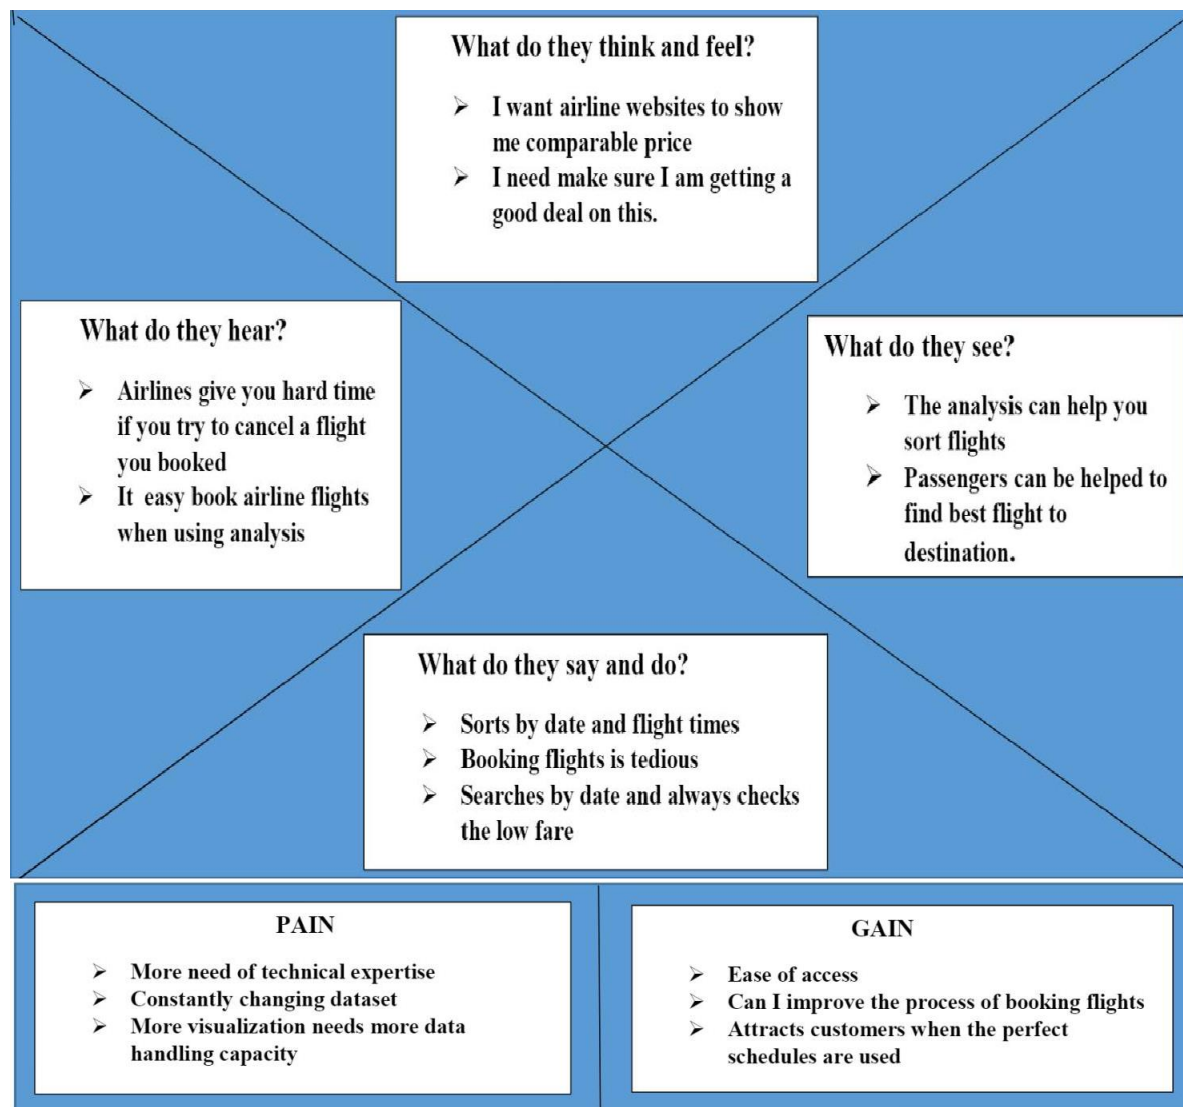 What do they think and feel?
➢ I want airline websites to show
me comparable price
➢ I need make sure I am getting a
good deal on this.
What do they hear?
➢ Airlines give you hard time
if you try to cancel a flight
you booked
➢ It easy book airline flights
when using analysis
What do they see?
➢ The analysis can help you
sort flights
➢ Passengers can be helped to
find best flight to
destination.
What do they say and do?
➢ Sorts by date and flight times
➢ Booking flights is tedious
➢ Searches by date and always checks
the low fare
PAIN
➢ More need of technical expertise
➢ Constantly changing dataset
➢ More visualization needs more data
handling capacity
GAIN
➢ Ease of access
➢ Can I improve the process of booking flights
➢ Attracts customers when the perfect
schedules are used